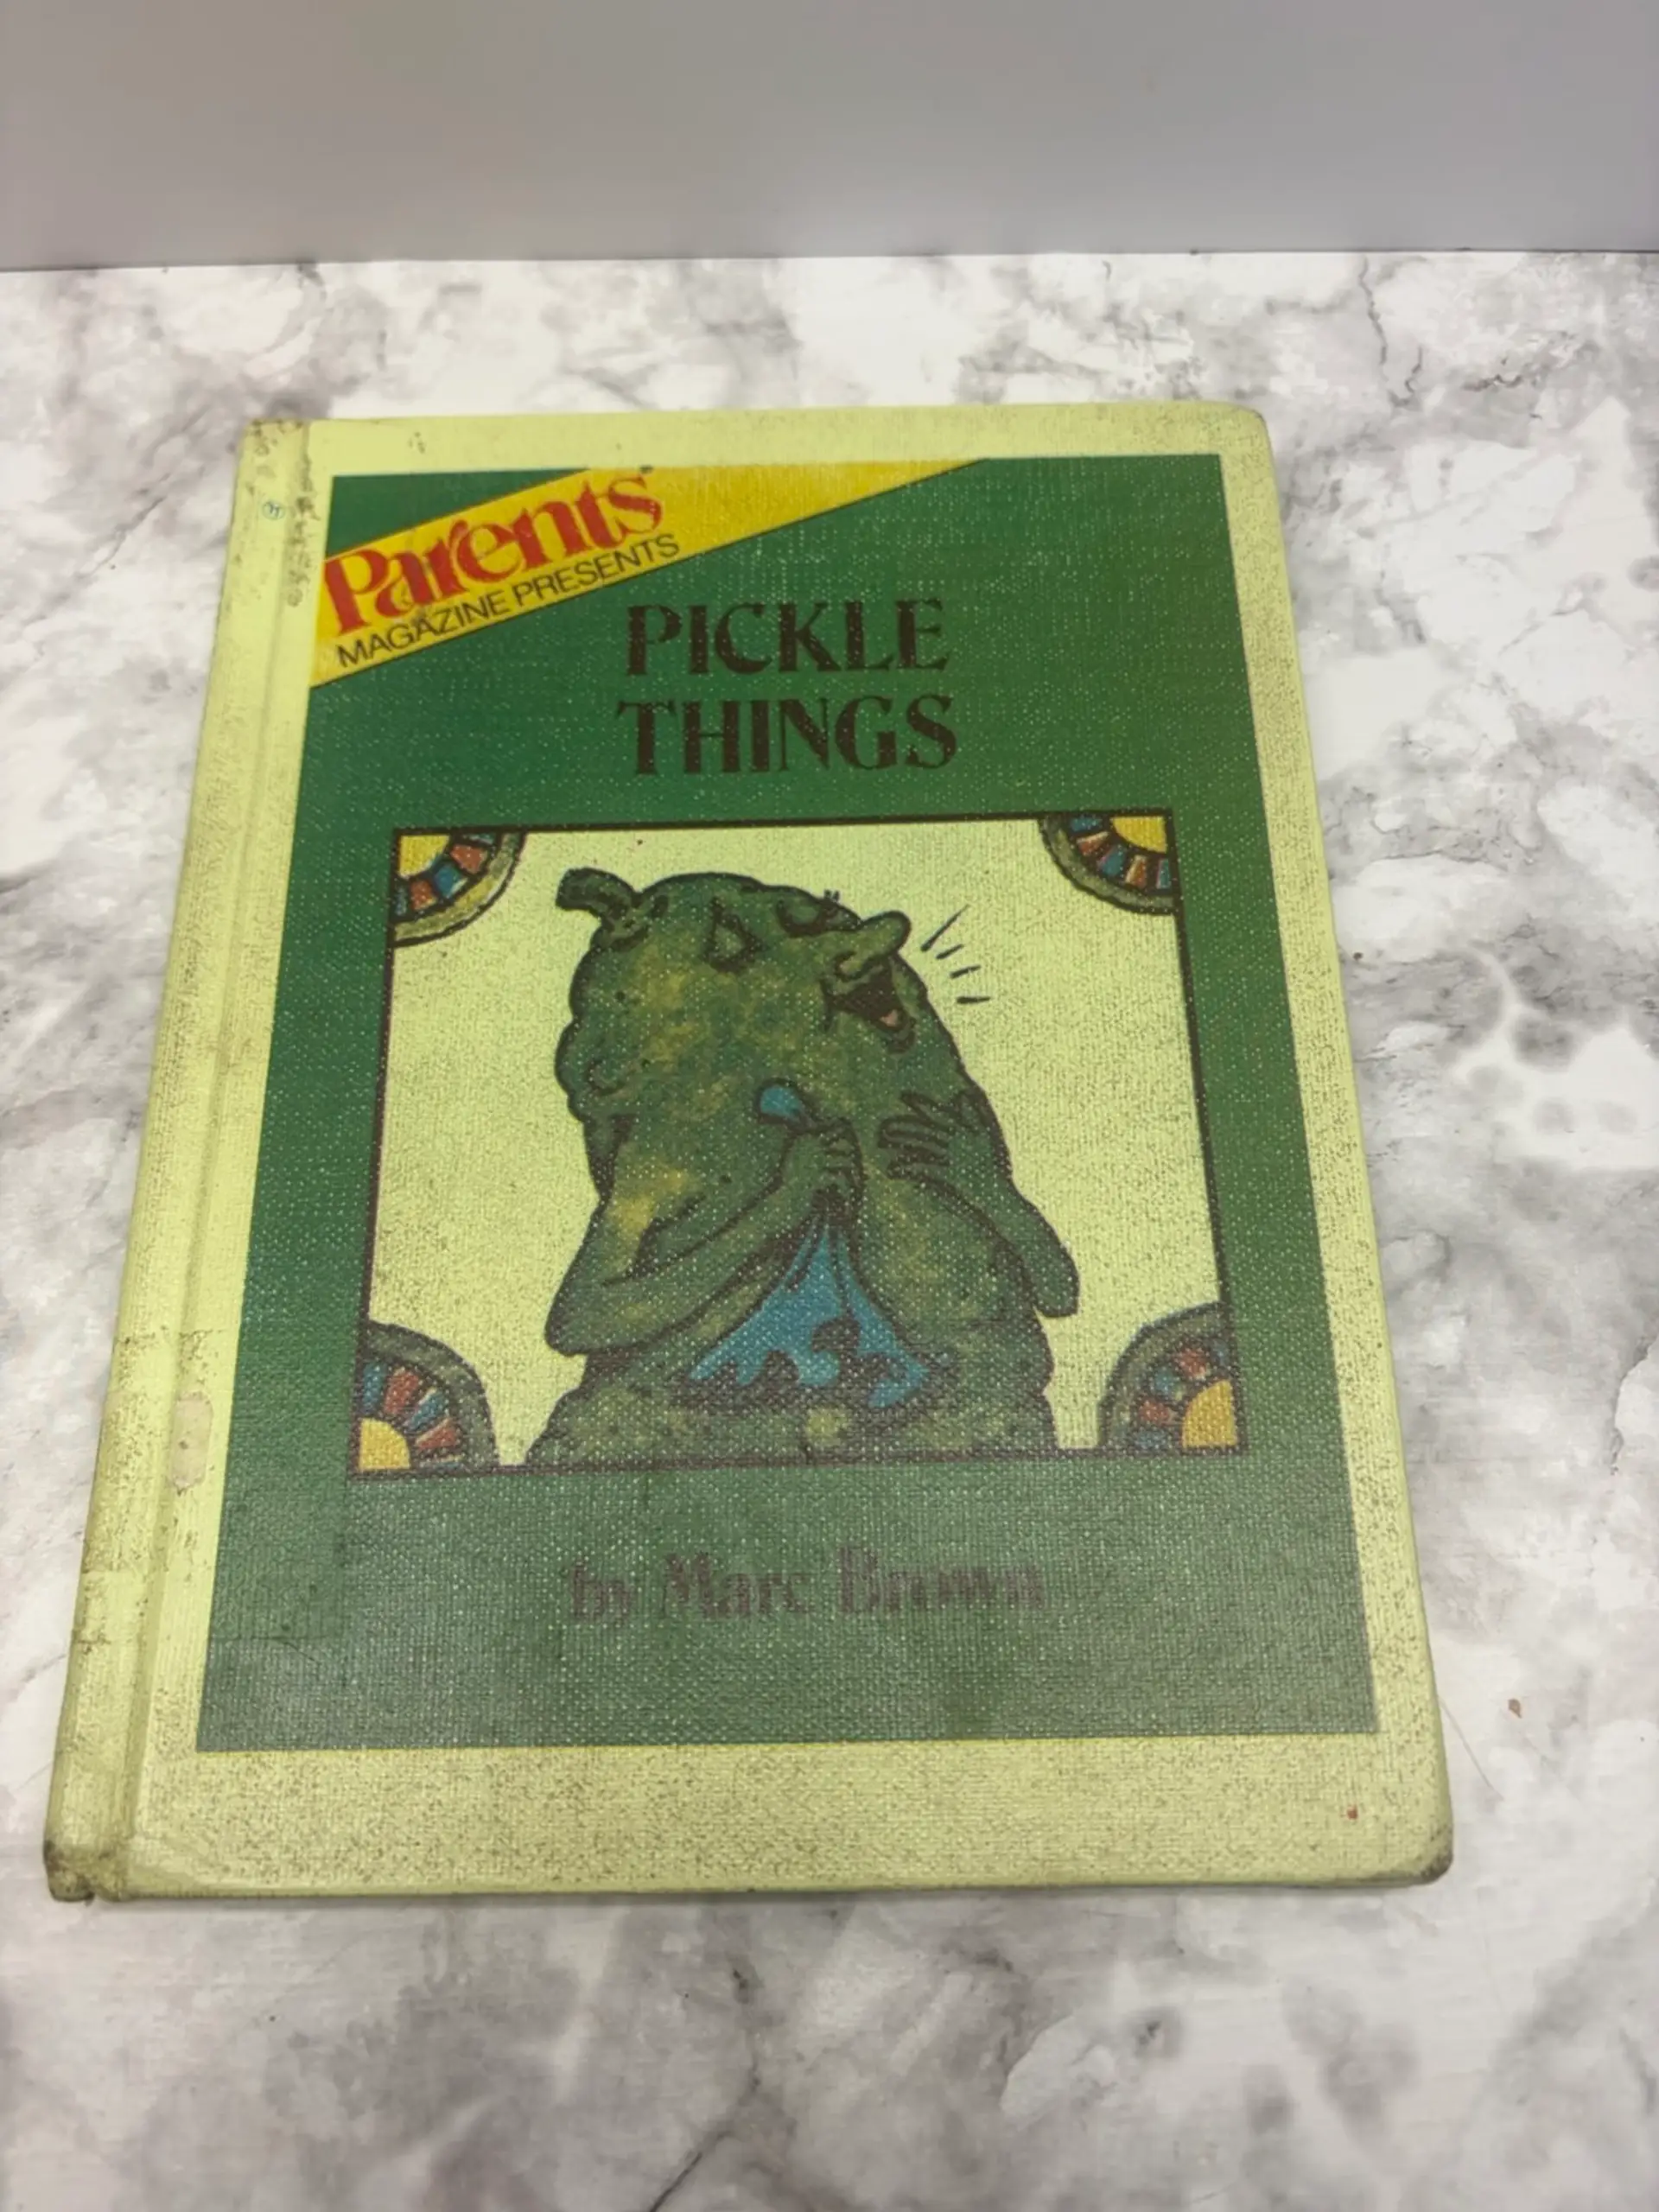 Parents
MAGAZINE PRESENTS
PICKLE
THINGS
by Marc Brown